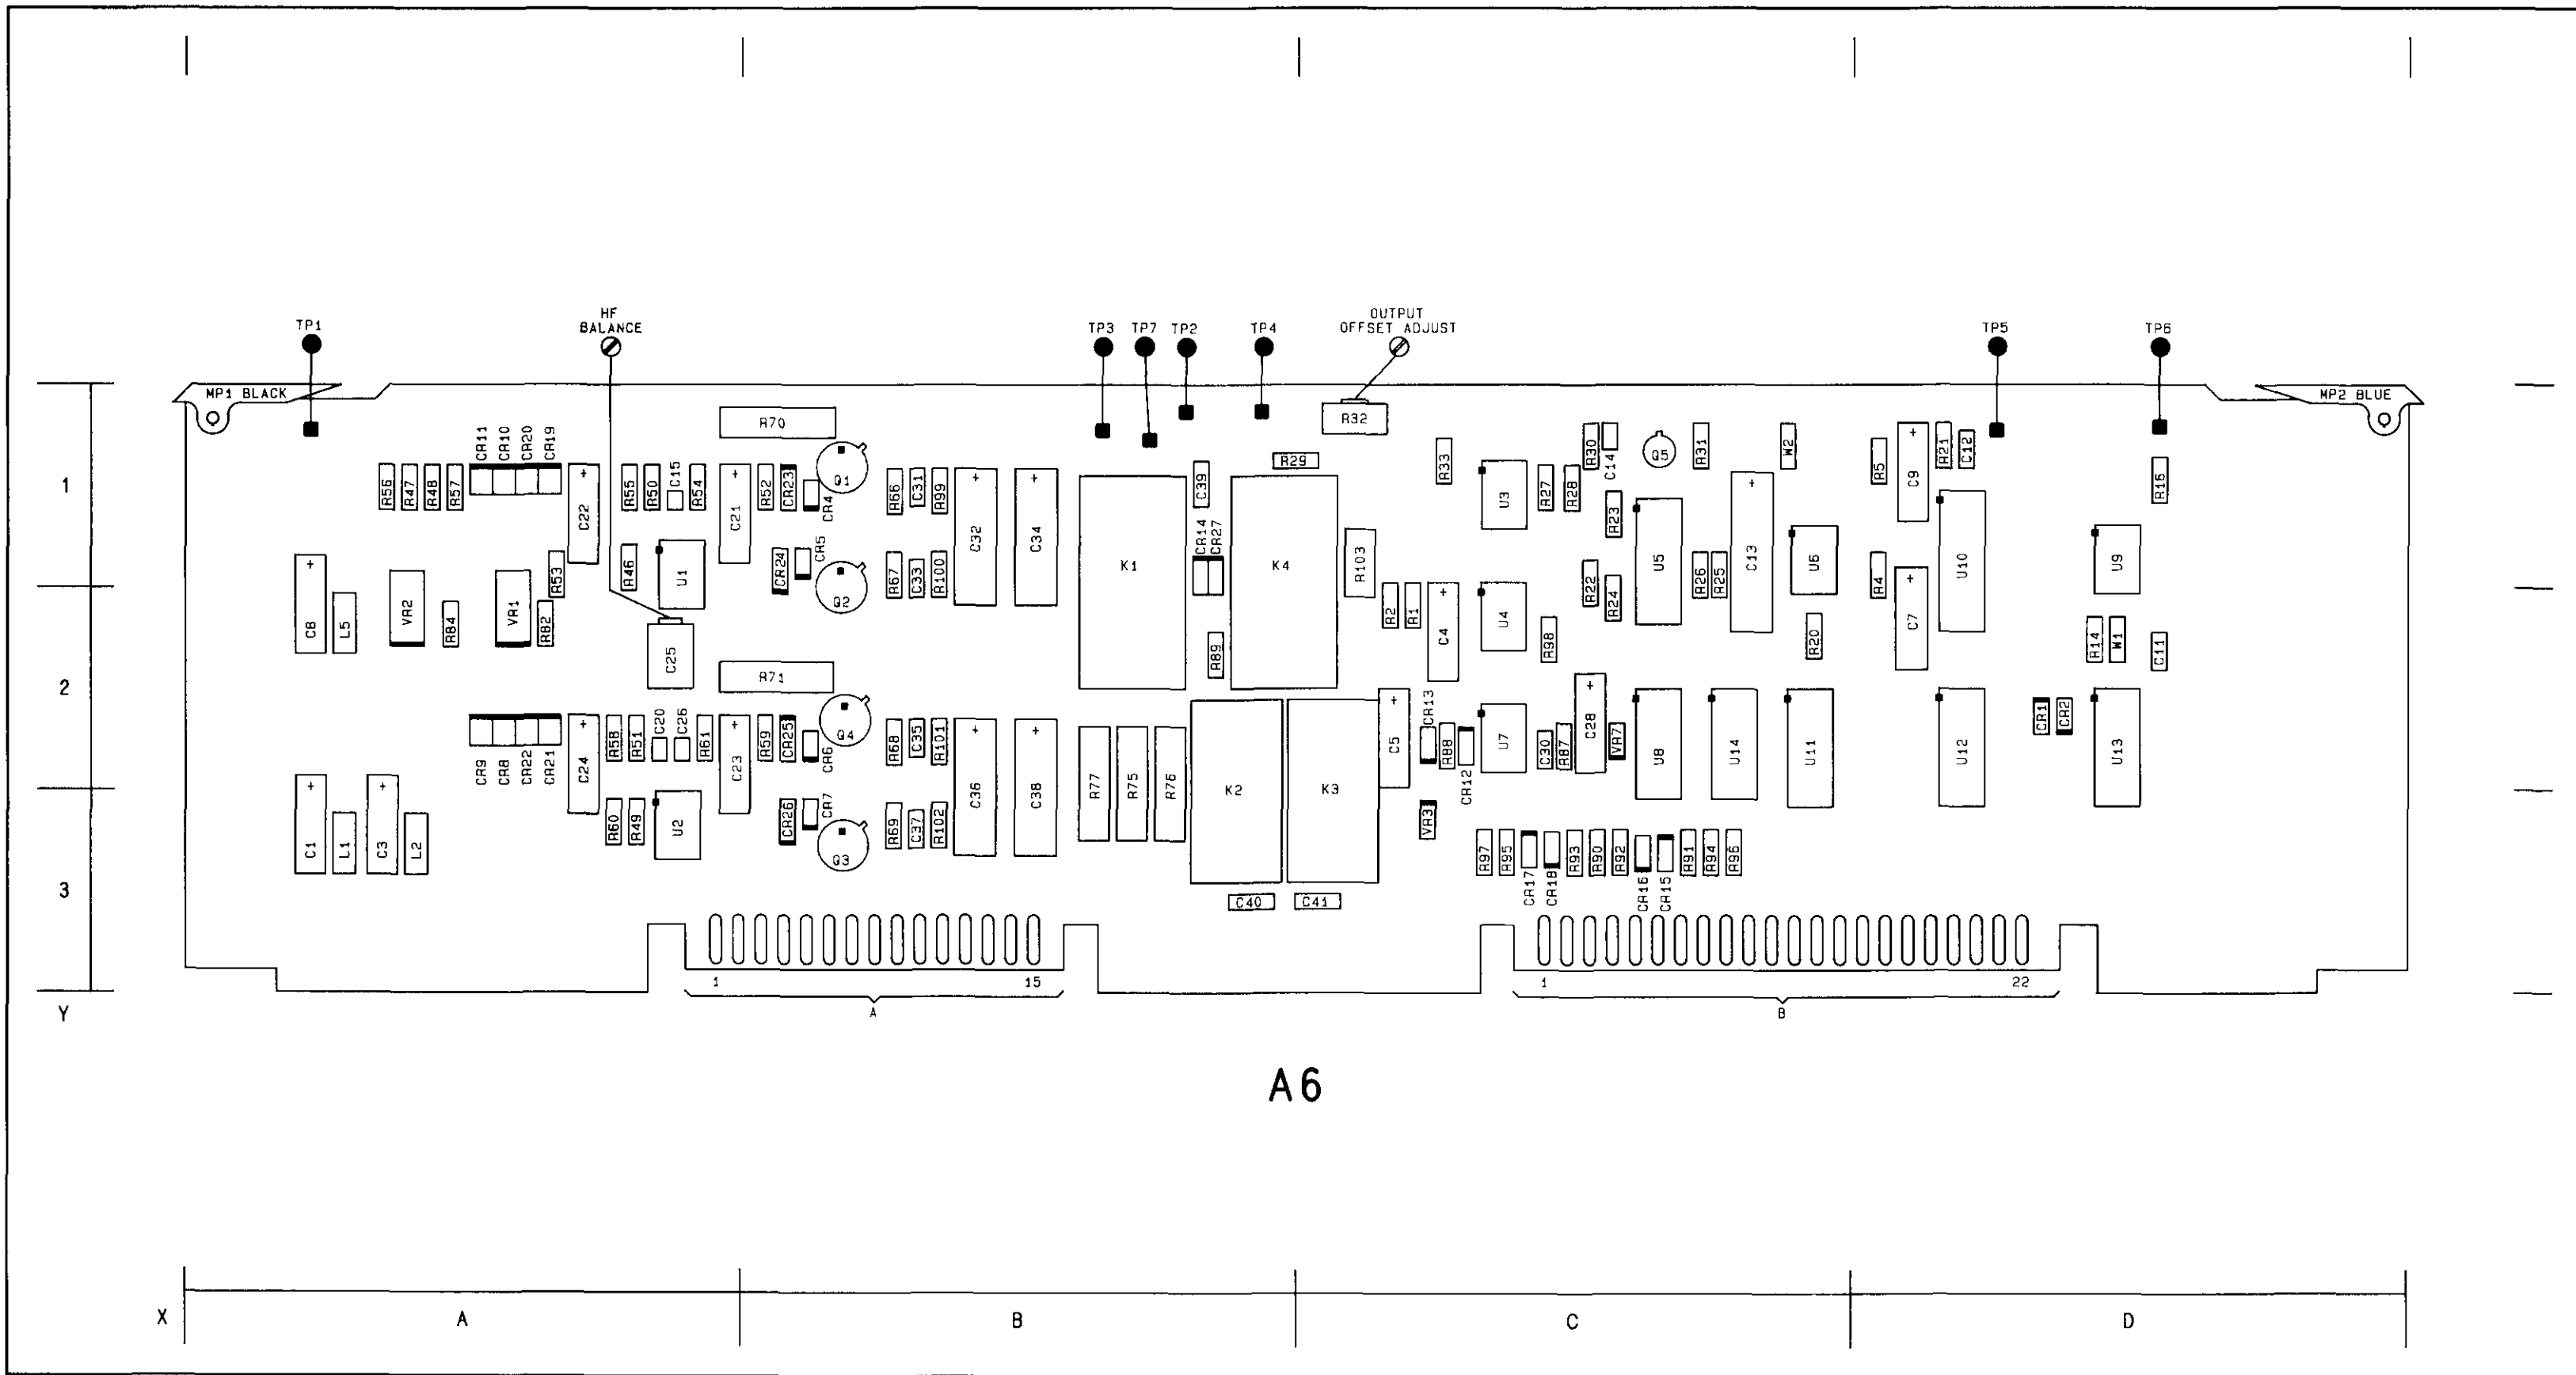 HF
BALANCE
OUTPUT
OFFSET ADJUST
TP1
TP3 TP7 TP2 TP4
TP5
TP6
MP1 BLACK
MP2 BLUE
1
2
3
Y
R70
R32
CR11 CR10 CR20 CR19
R56 R47 R48 R57
C22
R55 R50 C15 R54
C21
R52 CR23 CR4 Q1
R66 C31 R99
C32 C34
K1
C39
CR14 CR27
K4
R29
R103
R33
U3
R27 R28
R30 C14
R23
Q5
R31
U5
R26 R25
C13
W2
U6
R5
C9
R21 C12
U10
R16
U9
R53
R46
U1
CR24 CR5
Q2
R67 C33 R100
R22 R24
R4
C8 L5
VR2
R84
VR1
R82
C25
R71
R89
R2 R1
C4
U4
R98
R20
C7
R14 W1
C11
CR9 CR8 CR22 CR21
C24
R58 R51 C20 C26 R61
C23
R59 CR25 CR6
Q4
R68 C35 R101
C36 C38
R77 R75 R76
K2 K3
C5
CR13
R88
CR12
U7
C30 R87
C28
VR7
U8 U14 U11
U12
CR1 CR2
U13
C1 L1 C3 L2
R60 R49
U2
CR26 CR7
Q3
R69 C37 R102
VR3
R97 R95
CR17 CR18
R93 R90 R92
CR16 CR15
R91 R94 R96
C40 C41
1 15
A
1 22
B
A6
X
A
B
C
D